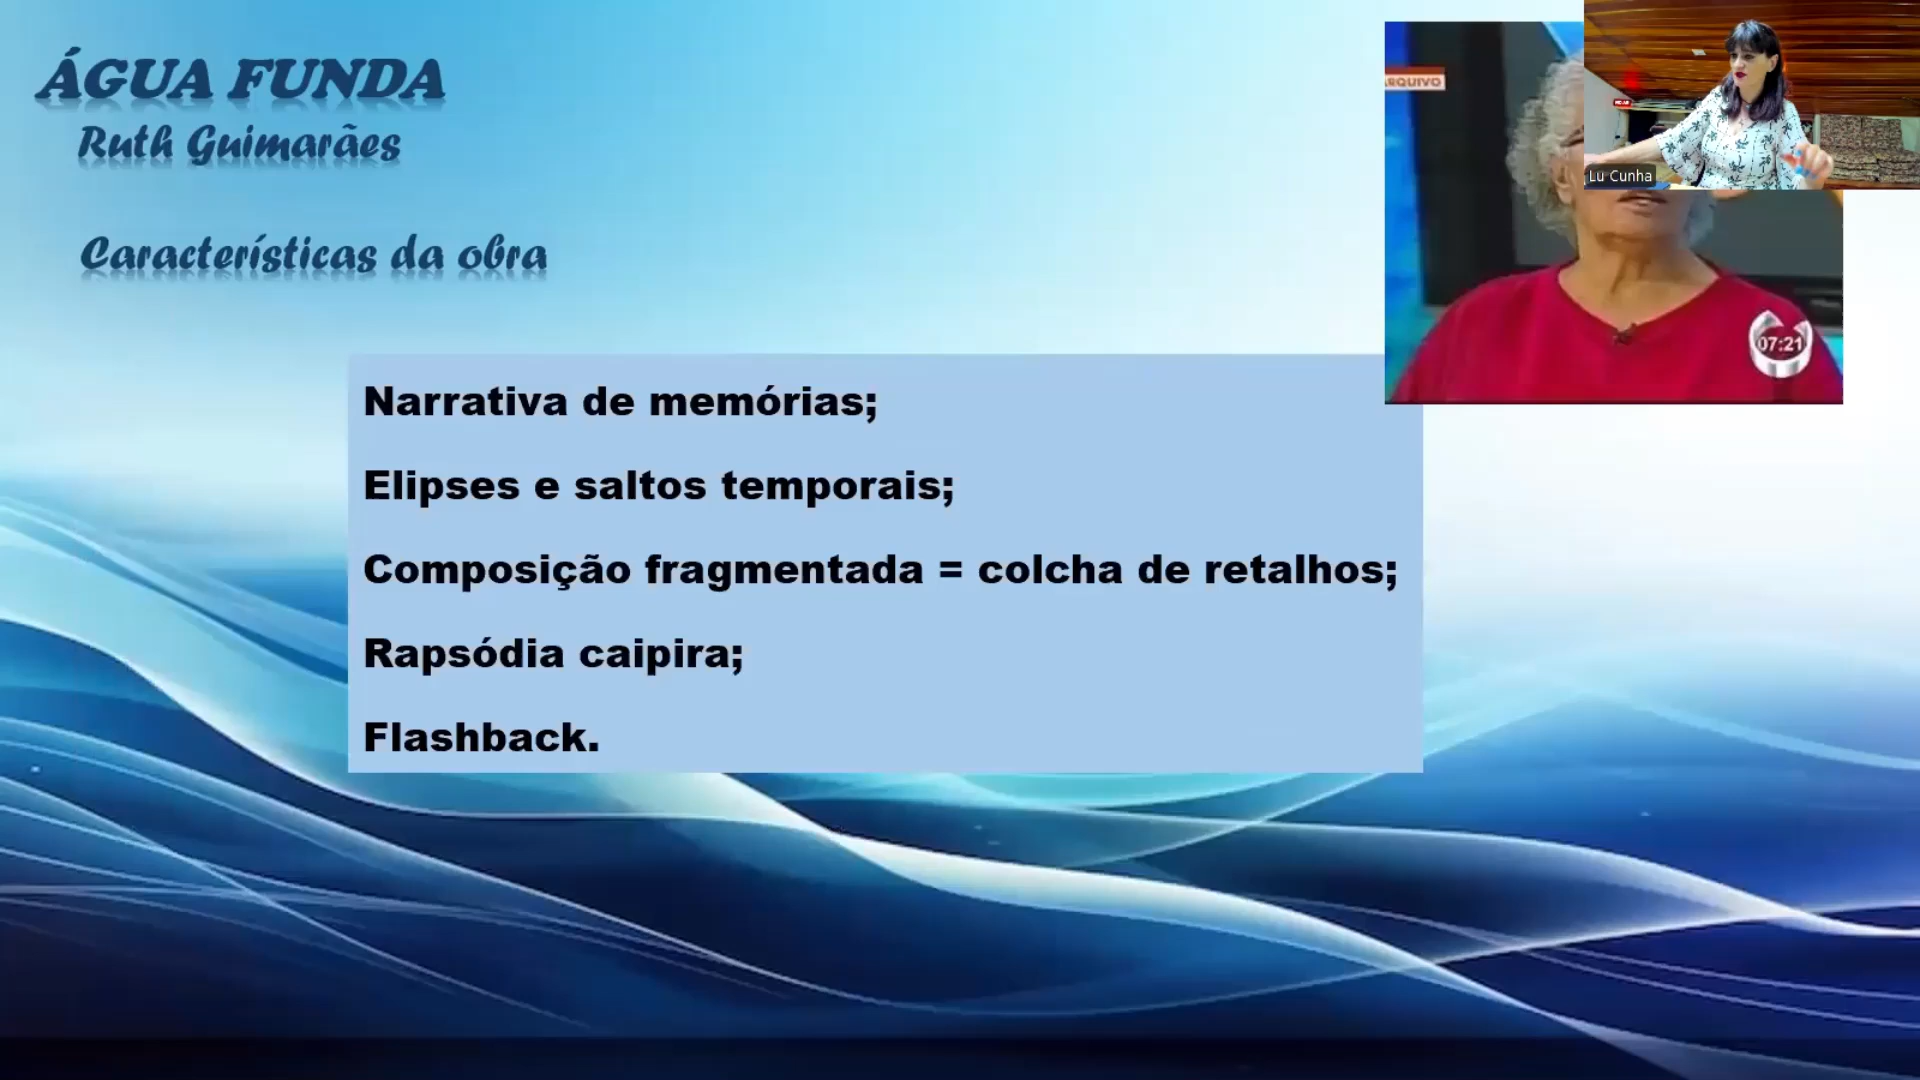 ÁGUA FUNDA
Ruth Guimarães
Características da obra
Narrativa de memórias;
Elipses e saltos temporais;
Composição fragmentada = colcha de retalhos;
Rapsódia caipira;
Flashback.
ARQUIVO
07:21
Lu Cunha